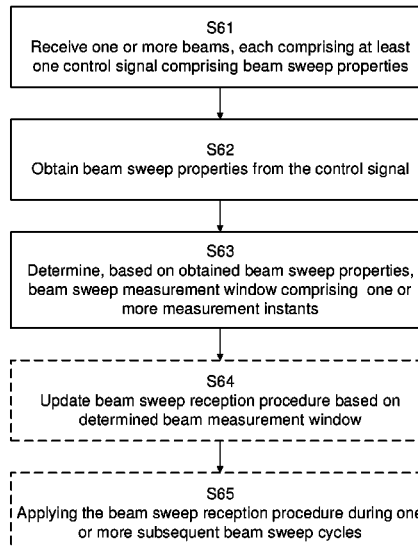 S61
Receive one or more beams, each comprising at least
one control signal comprising beam sweep properties
S62
Obtain beam sweep properties from the control signal
S63
Determine, based on obtained beam sweep properties,
beam sweep measurement window comprising one or
more measurement instants
S64
Update beam sweep reception procedure based on
determined beam measurement window
S65
Applying the beam sweep reception procedure during one
or more subsequent beam sweep cycles